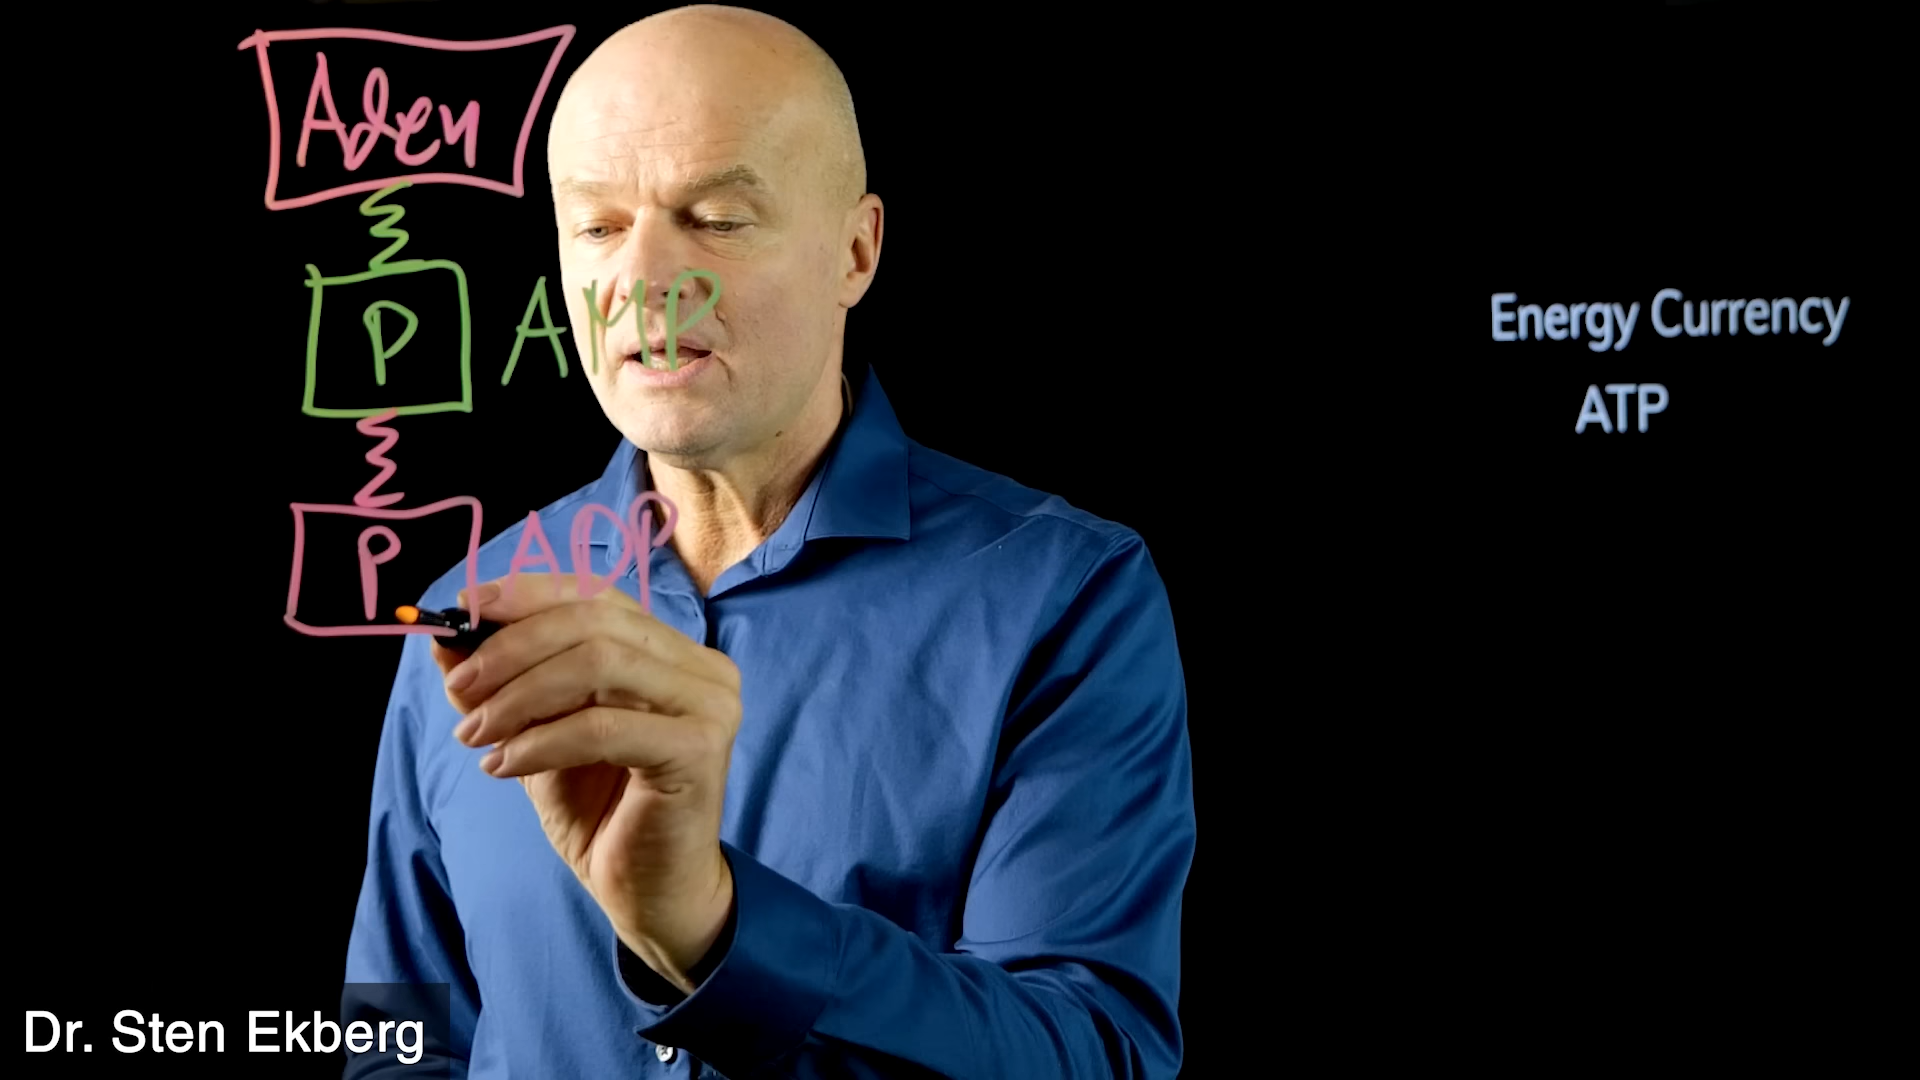 Aden
P AMP
P ADP
Energy Currency
ATP
Dr. Sten Ekberg